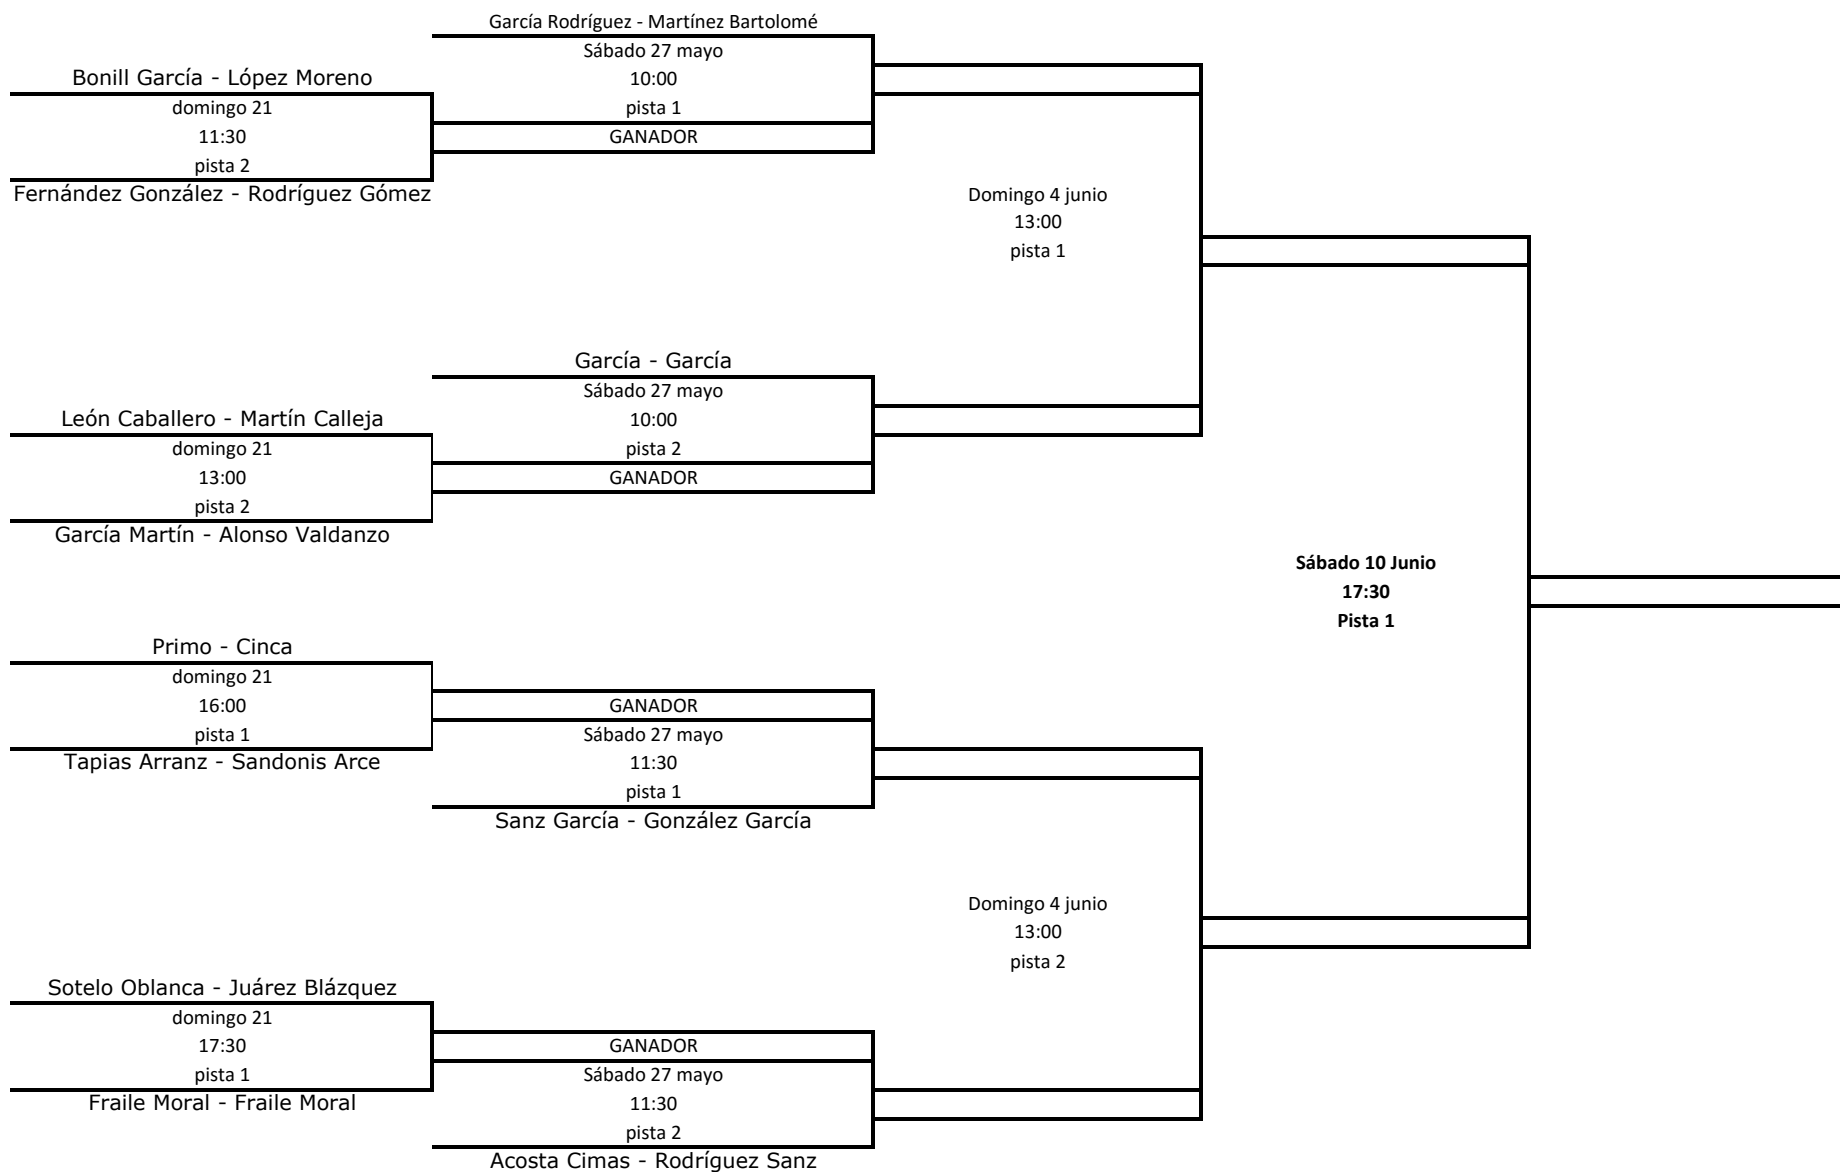 García Rodríguez - Martínez Bartolomé
Sábado 27 mayo
10:00
pista 1
GANADOR
Bonill García - López Moreno
domingo 21
11:30
pista 2
Fernández González - Rodríguez Gómez
Domingo 4 junio
13:00
pista 1
García - García
Sábado 27 mayo
10:00
pista 2
GANADOR
León Caballero - Martín Calleja
domingo 21
13:00
pista 2
García Martín - Alonso Valdanzo
Sábado 10 Junio
17:30
Pista 1
Primo - Cinca
domingo 21
16:00
pista 1
Tapias Arranz - Sandonis Arce
GANADOR
Sábado 27 mayo
11:30
pista 1
Sanz García - González García
Domingo 4 junio
13:00
pista 2
Sotelo Oblanca - Juárez Blázquez
domingo 21
17:30
pista 1
Fraile Moral - Fraile Moral
GANADOR
Sábado 27 mayo
11:30
pista 2
Acosta Cimas - Rodríguez Sanz